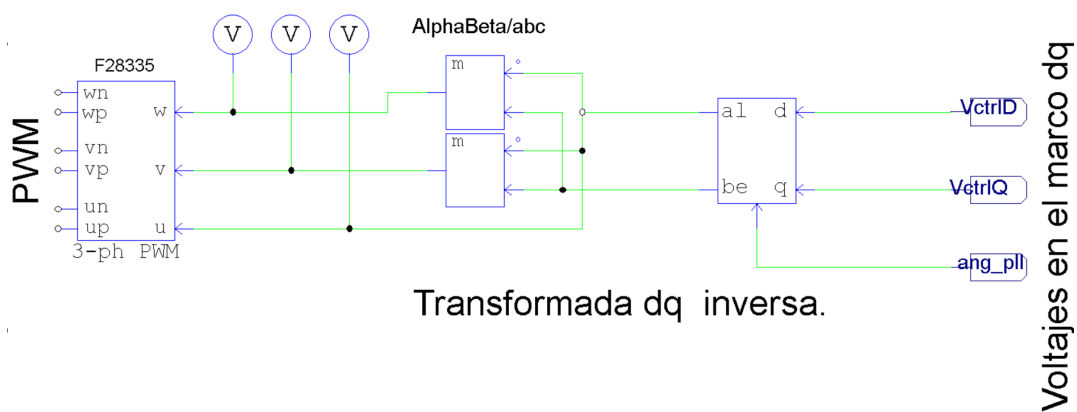 V V V
AlphaBeta/abc
F28335
wn
wp
w
vn
vp
v
un
up
u
3-ph PWM
PWM
m
m
al
d
be
q
VctrlD
VctrlQ
ang_pll
Transformada dq inversa.
Voltajes en el marco dq